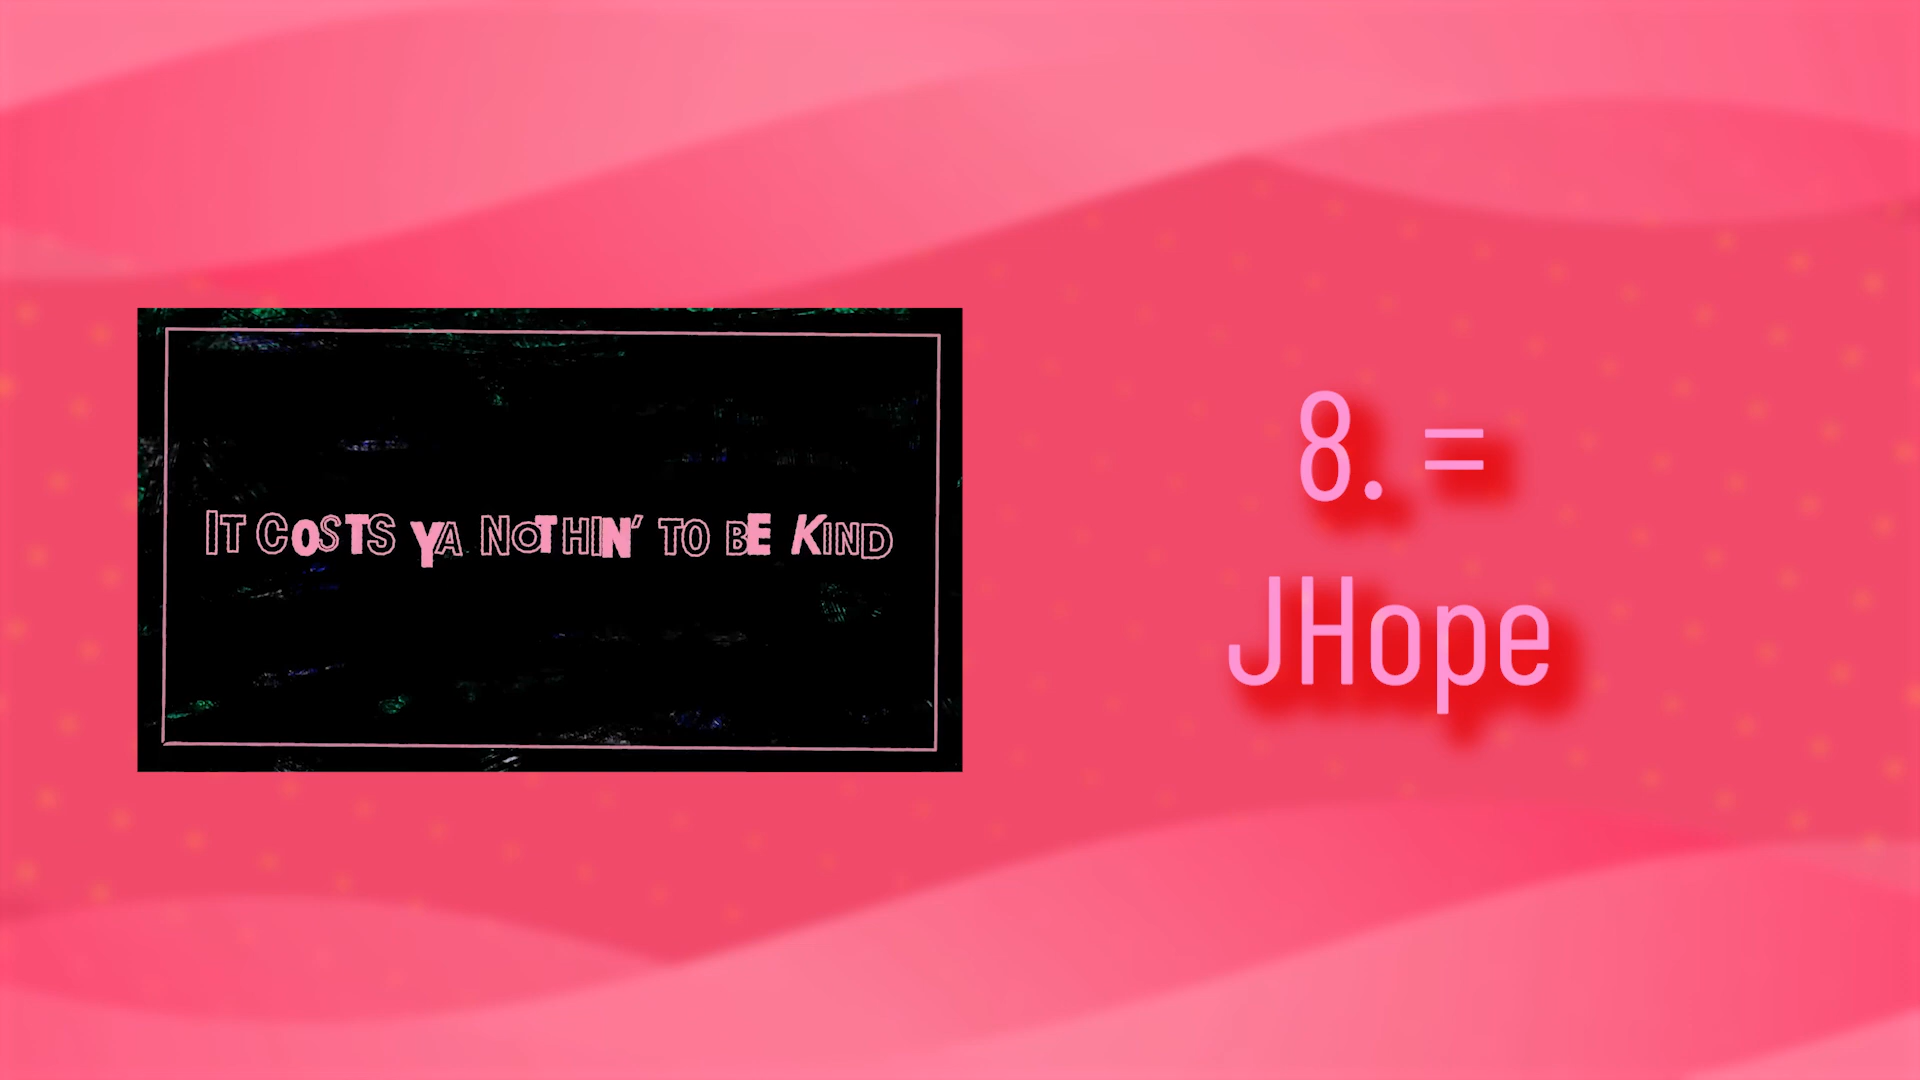 IT COSTS YA NOTHIN' TO BE KIND
8. =
JHope